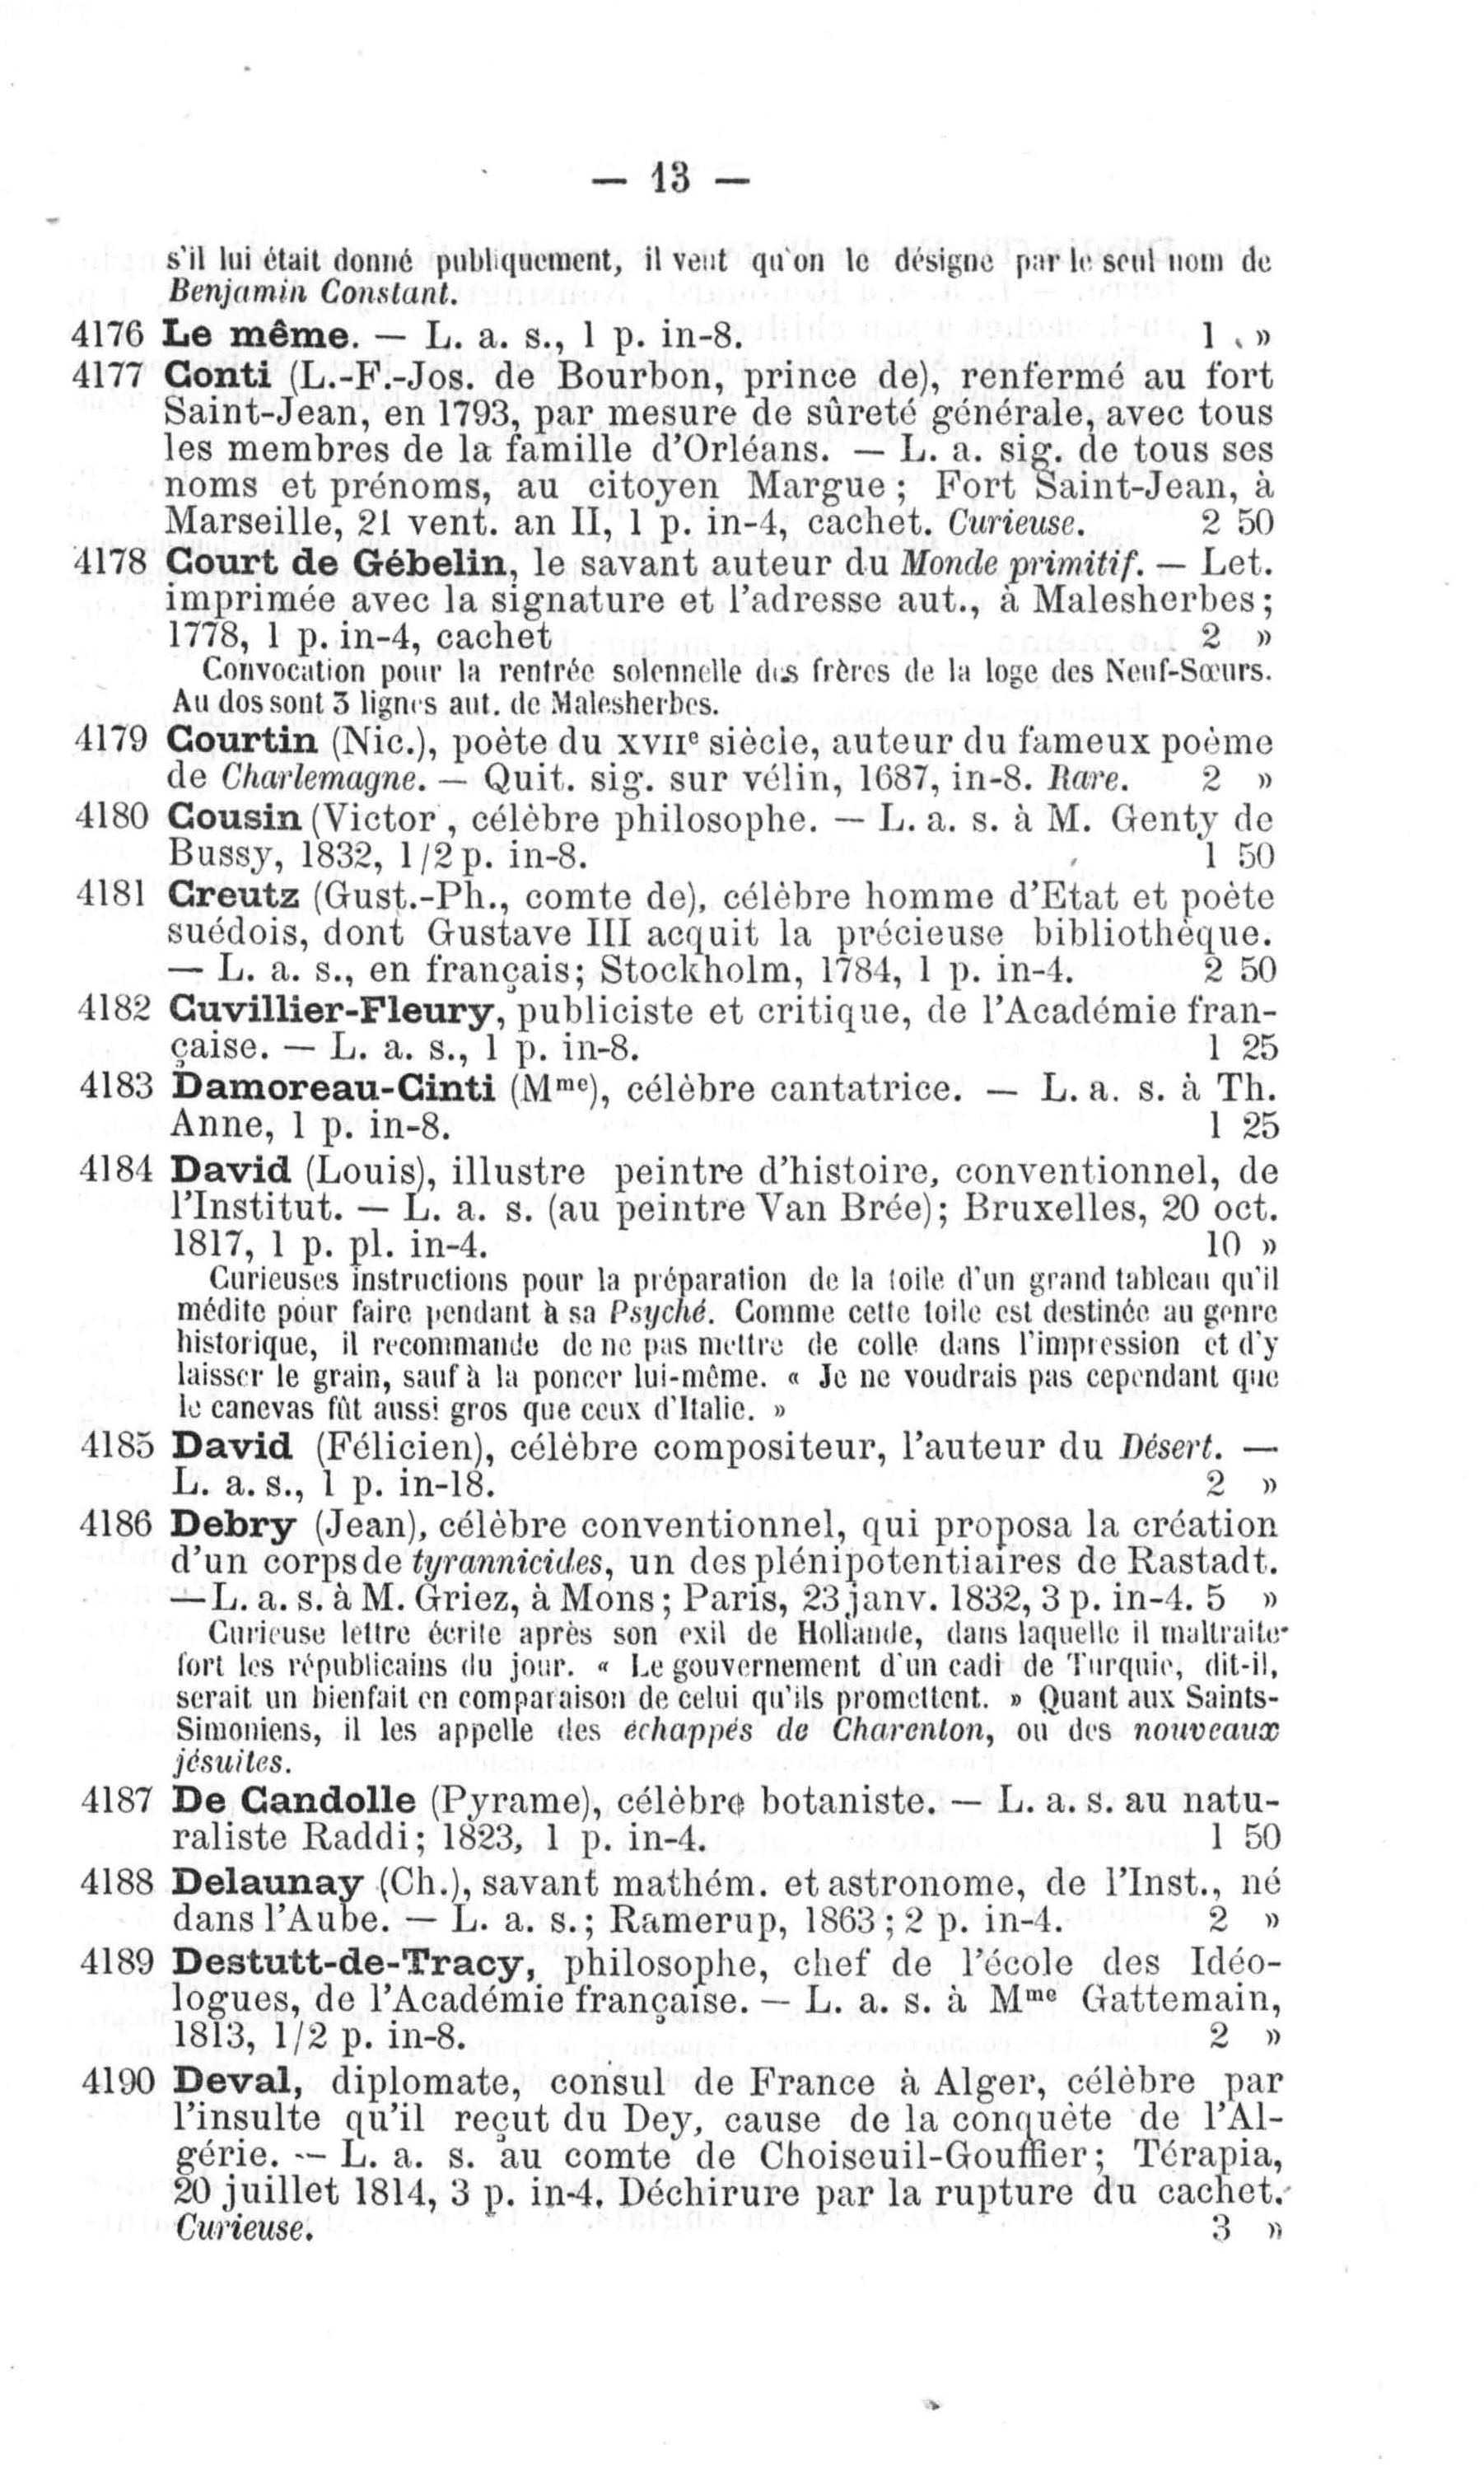 — 13 —
s'il lui était donné publiquement, il veut qu'on le désigne par le seul nom de
Benjamin Constant.
4176 Le même. — L. a. s., 1 p. in-8. 1 »
4177 Conti (L.-F.-Jos. de Bourbon, prince de), renfermé au fort
Saint-Jean, en 1793, par mesure de sûreté générale, avec tous
les membres de la famille d'Orléans. — L. a. sig. de tous ses
noms et prénoms, au citoyen Margue; Fort Saint-Jean, à
Marseille, 21 vent. an II, 1 p. in-4, cachet. Curieuse. 2 50
4178 Court de Gébelin, le savant auteur du Monde primitif. — Let.
imprimée avec la signature et l'adresse aut., à Malesherbes;
1778, 1 p. in-4, cachet 2 »
Convocation pour la rentrée solennelle des frères de la loge des Neuf-Sœurs.
Au dos sont 3 lignes aut. de Malesherbes.
4179 Courtin (Nic.), poète du XVIIe siècle, auteur du fameux poème
de Charlemagne. — Quit. sig. sur vélin, 1687, in-8. Rare. 2 »
4180 Cousin (Victor, célèbre philosophe. — L. a. s. à M. Genty de
Bussy, 1832, 1/2 p. in-8. 1 50
4181 Creutz (Gust.-Ph., comte de), célèbre homme d'Etat et poète
suédois, dont Gustave III acquit la précieuse bibliothèque.
— L. a. s., en français; Stockholm, 1784, 1 p. in-4. 2 50
4182 Cuvillier-Fleury, publiciste et critique, de l'Académie fran-
çaise. — L. a. s., 1 p. in-8. 1 25
4183 Damoreau-Cinti (Mme), célèbre cantatrice. — L. a. s. à Th.
Anne, 1 p. in-8. 1 25
4184 David (Louis), illustre peintre d'histoire, conventionnel, de
l'Institut. — L. a. s. (au peintre Van Brée); Bruxelles, 20 oct.
1817, 1 p. pl. in-4. 10 »
Curieuses instructions pour la préparation de la toile d'un grand tableau qu'il
médite pour faire pendant à sa Psyché. Comme cette toile est destinée au genre
historique, il recommande de ne pas mettre de colle dans l'impression et d'y
laisser le grain, sauf à la poncer lui-même. « Je ne voudrais pas cependant que
le canevas fût aussi gros que ceux d'Italie. »
4185 David (Félicien), célèbre compositeur, l'auteur du Désert. —
L. a. s., 1 p. in-18. 2 »
4186 Debry (Jean), célèbre conventionnel, qui proposa la création
d'un corps de tyrannicides, un des plénipotentiaires de Rastadt.
— L. a. s. à M. Griez, à Mons; Paris, 23 janv. 1832, 3 p. in-4. 5 »
Curieuse lettre écrite après son exil de Hollande, dans laquelle il maltraite
fort les républicains du jour. « Le gouvernement d'un cadi de Turquie, dit-il,
serait un bienfait en comparaison de celui qu'ils promettent. » Quant aux Saints-
Simoniens, il les appelle des échappés de Charenton, ou des nouveaux
jésuites.
4187 De Candolle (Pyrame), célèbre botaniste. — L. a. s. au natu-
raliste Raddi; 1823, 1 p. in-4. 1 50
4188 Delaunay (Ch.), savant mathém. et astronome, de l'Inst., né
dans l'Aube. — L. a. s.; Ramerup, 1863; 2 p. in-4. 2 »
4189 Destutt-de-Tracy, philosophe, chef de l'école des Idéo-
logues, de l'Académie française. — L. a. s. à Mme Gattemain,
1813, 1/2 p. in-8. 2 »
4190 Deval, diplomate, consul de France à Alger, célèbre par
l'insulte qu'il reçut du Dey, cause de la conquête de l'Al-
gérie. — L. a. s. au comte de Choiseuil-Gouffier; Térapia,
20 juillet 1814, 3 p. in-4. Déchirure par la rupture du cachet.
Curieuse. 3 »